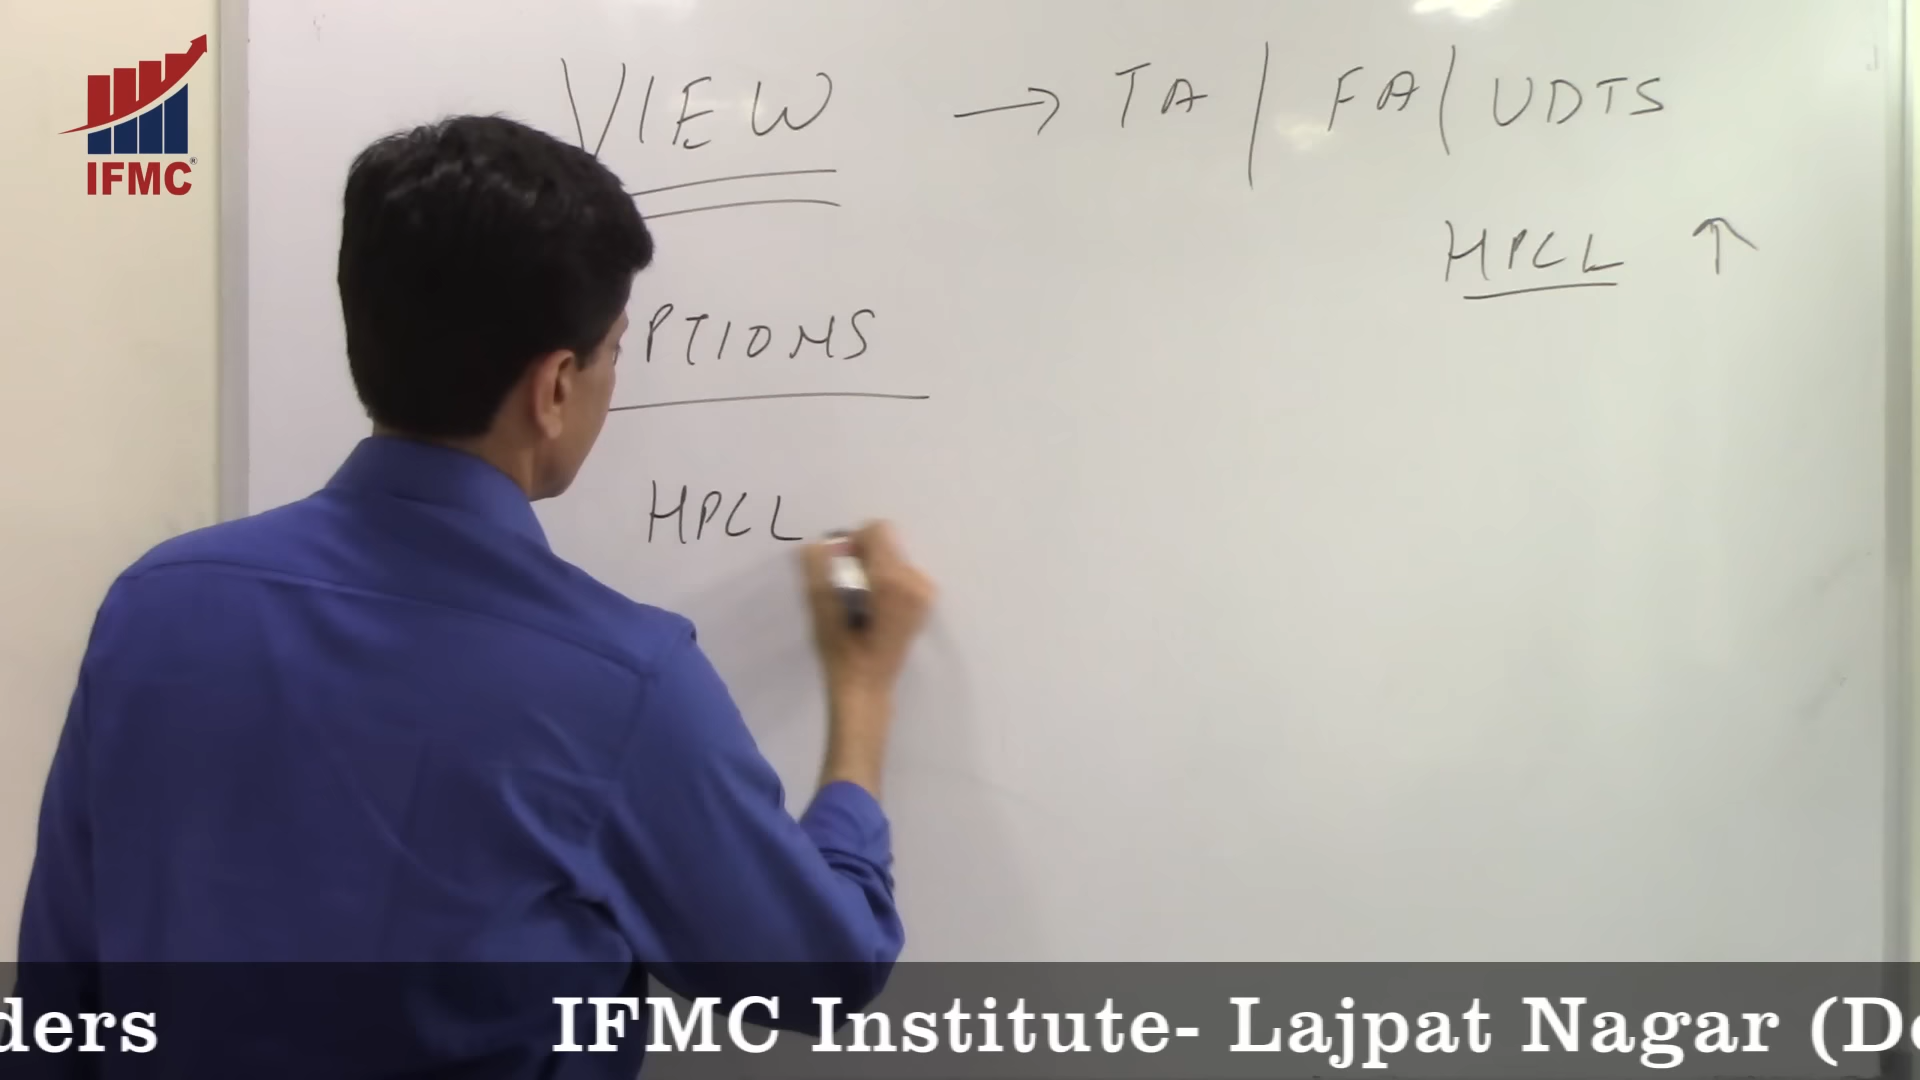 IFMC®
VIEW → TA / FA / UDTS
HPCL ↑
PTIONS
HPCL
ders IFMC Institute- Lajpat Nagar (De